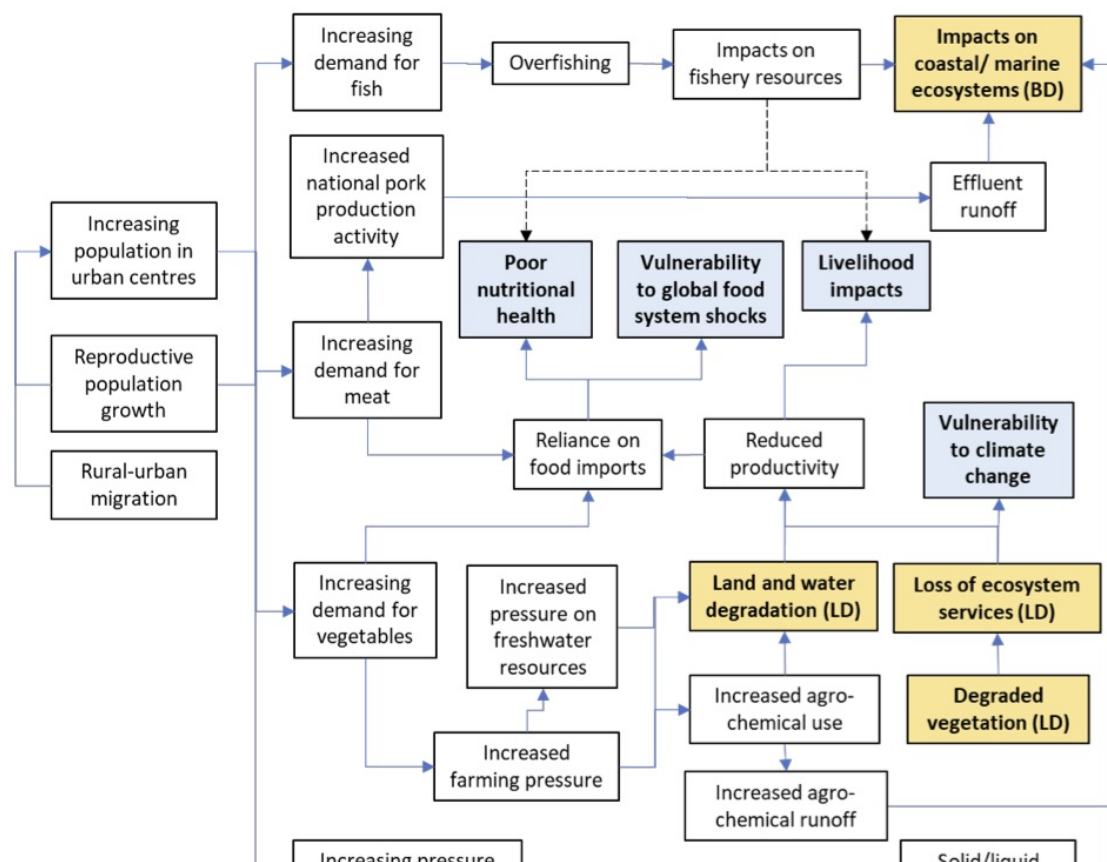 Increasing
demand for
fish
Overfishing
Impacts on
fishery resources
Impacts on
coastal/ marine
ecosystems (BD)
Increased
national pork
production
activity
Effluent
runoff
Increasing
population in
urban centres
Poor
nutritional
health
Vulnerability
to global food
system shocks
Livelihood
impacts
Reproductive
population
growth
Increasing
demand for
meat
Rural-urban
migration
Reliance on
food imports
Reduced
productivity
Vulnerability
to climate
change
Increasing
demand for
vegetables
Increased
pressure on
freshwater
resources
Land and water
degradation (LD)
Loss of ecosystem
services (LD)
Increased agro-
chemical use
Degraded
vegetation (LD)
Increased
farming pressure
Increased agro-
chemical runoff
Increasing pressure
Solid/liquid